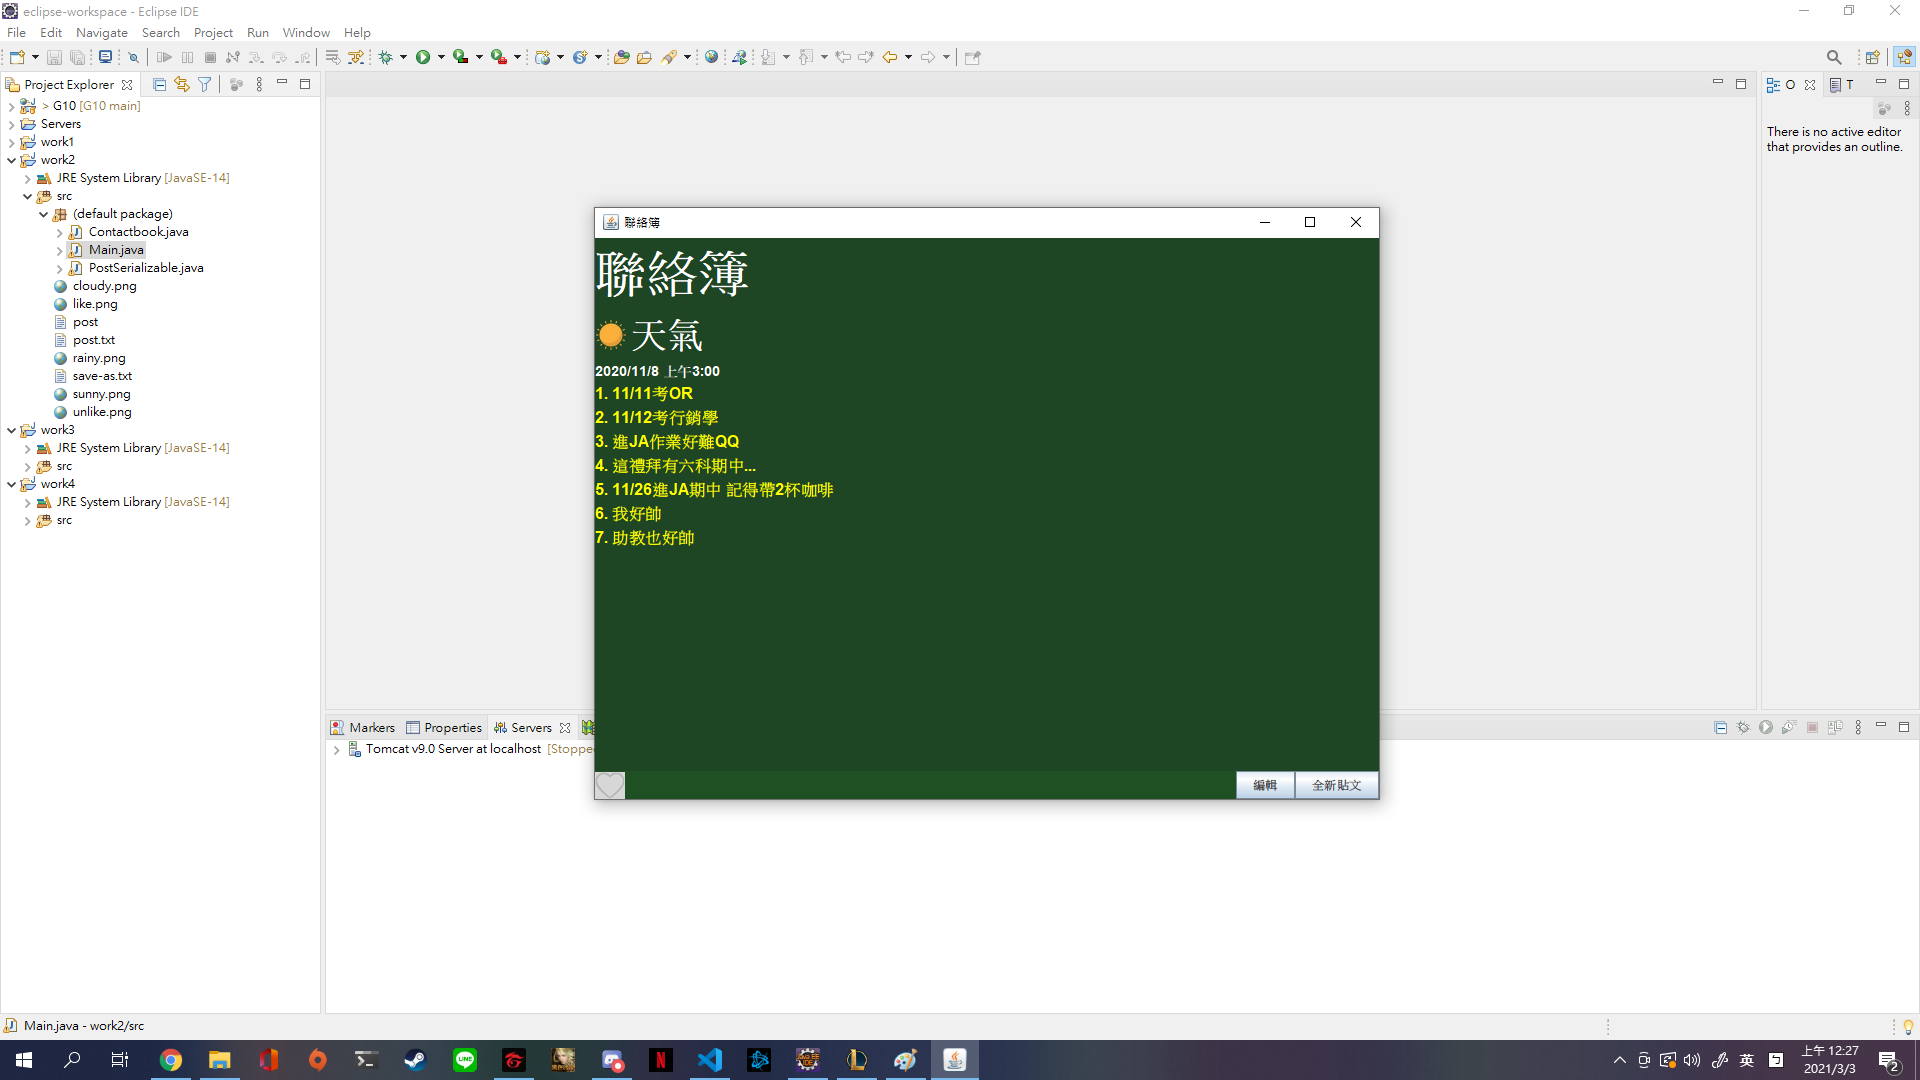 eclipse-workspace - Eclipse IDE
File Edit Navigate Search Project Run Window Help
Project Explorer
> G10 [G10 main]
Servers
work1
work2
JRE System Library [JavaSE-14]
src
(default package)
Contactbook.java
Main.java
PostSerializable.java
cloudy.png
like.png
post
post.txt
rainy.png
save-as.txt
sunny.png
unlike.png
work3
JRE System Library [JavaSE-14]
src
work4
JRE System Library [JavaSE-14]
src
聯絡簿
聯絡簿
天氣
2020/11/8 上午3:00
1. 11/11考OR
2. 11/12考行銷學
3. 進JA作業好難QQ
4. 這禮拜有六科期中...
5. 11/26進JA期中 記得帶2杯咖啡
6. 我好帥
7. 助教也好帥
編輯 全新貼文
O T
There is no active editor
that provides an outline.
Markers Properties Servers
Tomcat v9.0 Server at localhost [Stoppe
Main.java - work2/src
英
上午 12:27
2021/3/3
2